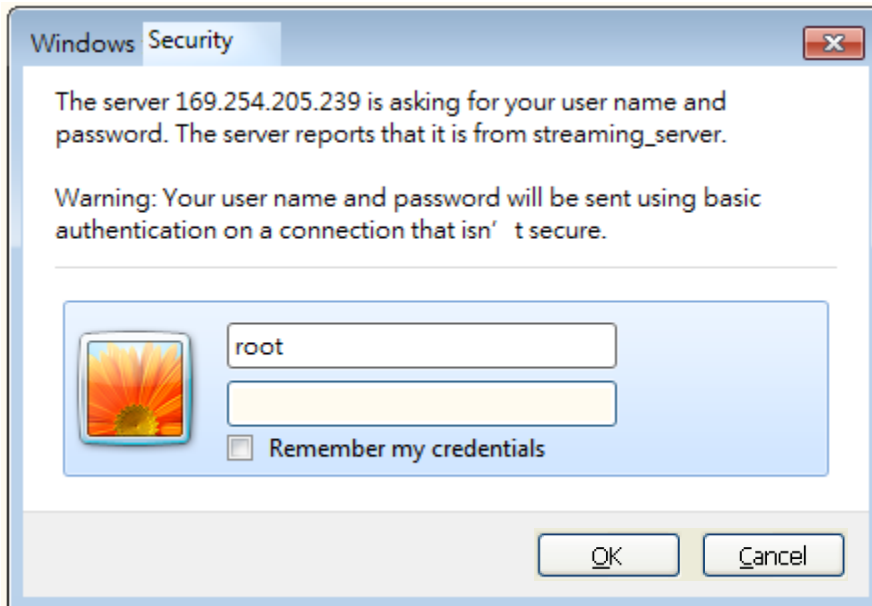 Windows Security
The server 169.254.205.239 is asking for your user name and
password. The server reports that it is from streaming_server.
Warning: Your user name and password will be sent using basic
authentication on a connection that isn’t secure.
root
Remember my credentials
OK
Cancel